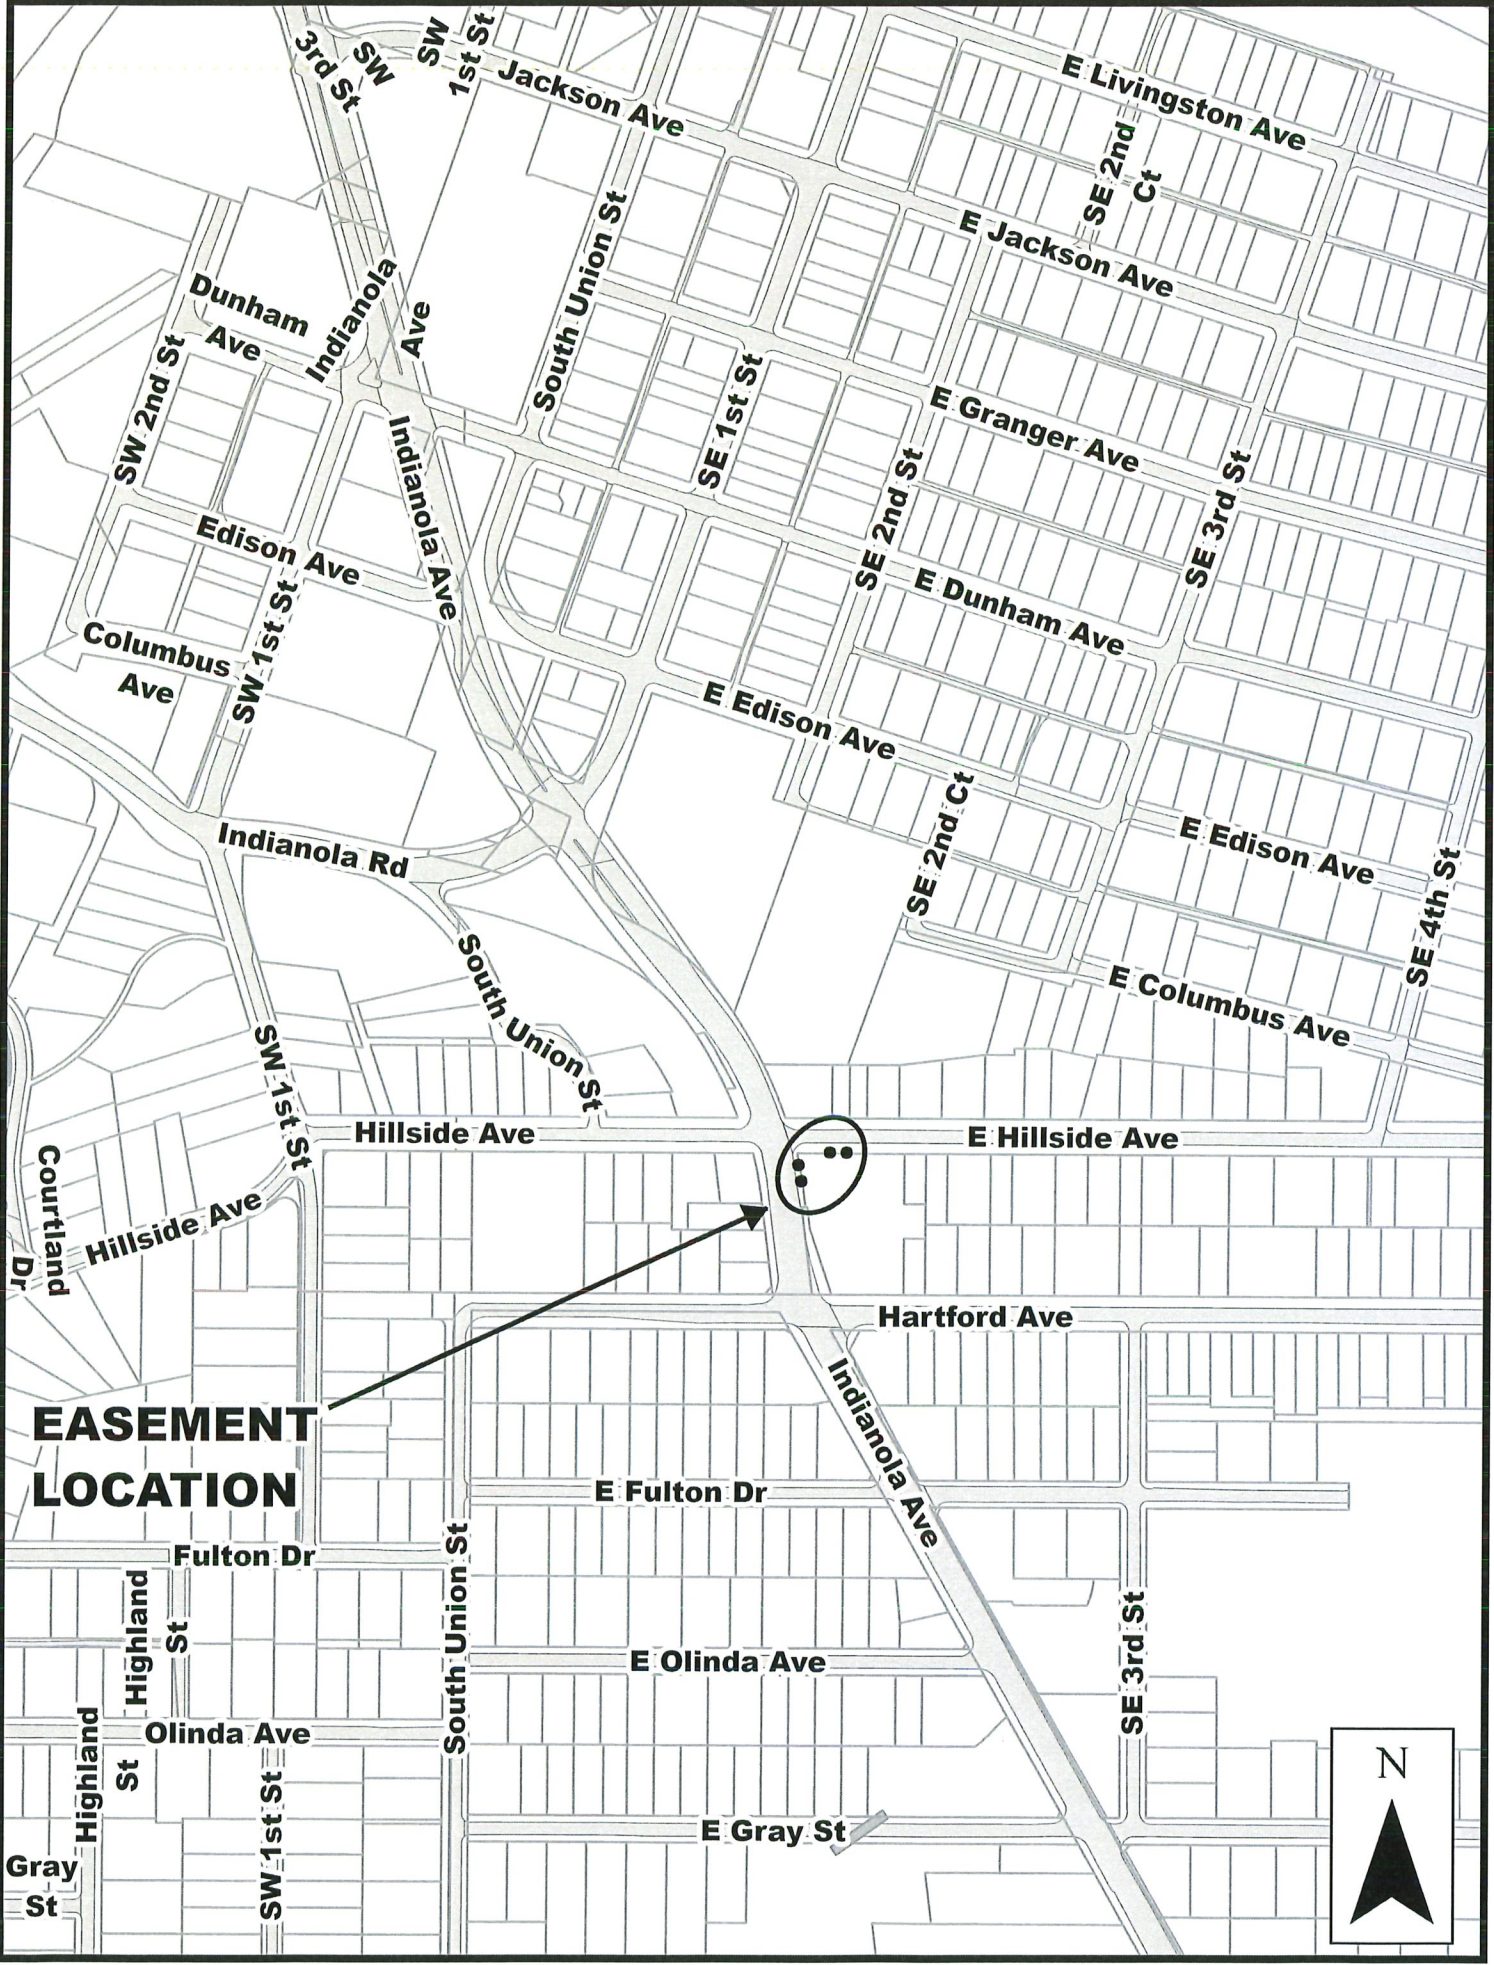 SW
3rd St
SW
1st St
Jackson Ave
E Livingston Ave
SE 2nd
Ct
E Jackson Ave
South Union St
Dunham
Ave
Indianola
Ave
SW 2nd St
Indianola Ave
SE 1st St
E Granger Ave
SE 2nd St
SE 3rd St
Edison Ave
E Dunham Ave
SW 1st St
Columbus
Ave
E Edison Ave
SE 2nd Ct
E Edison Ave
Indianola Rd
SE 4th St
South Union St
E Columbus Ave
SW 1st St
Hillside Ave
E Hillside Ave
Courtland
Dr
Hillside Ave
Hartford Ave
Indianola Ave
EASEMENT
LOCATION
E Fulton Dr
Fulton Dr
Highland
St
South Union St
SE 3rd St
E Olinda Ave
Olinda Ave
Highland
St
SW 1st St
E Gray St
Gray
St
N